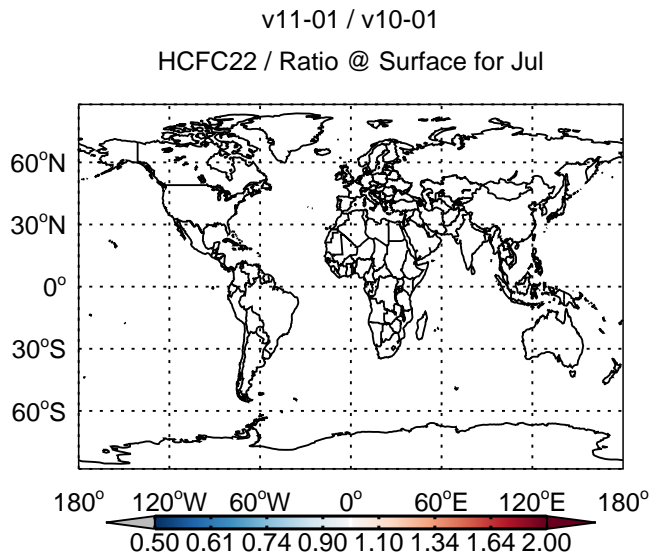 v11-01 / v10-01
HCFC22 / Ratio @ Surface for Jul
60°N
30°N
0°
30°S
60°S
180° 120°W 60°W 0° 60°E 120°E 180°
0.50 0.61 0.74 0.90 1.10 1.34 1.64 2.00